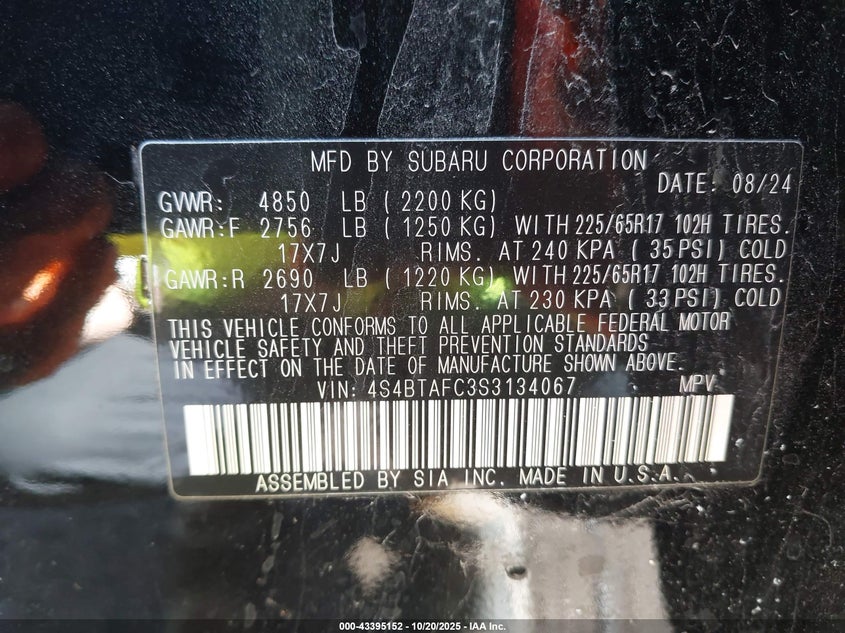 MFD BY SUBARU CORPORATION
DATE: 08/24
GVWR: 4850 LB ( 2200 KG)
GAWR:F 2756 LB ( 1250 KG) WITH 225/65R17 102H TIRES.
17X7J RIMS. AT 240 KPA ( 35 PSI) COLD
GAWR:R 2690 LB ( 1220 KG) WITH 225/65R17 102H TIRES.
17X7J RIMS. AT 230 KPA ( 33 PSI) COLD
THIS VEHICLE CONFORMS TO ALL APPLICABLE FEDERAL MOTOR
VEHICLE SAFETY AND THEFT PREVENTION STANDARDS
IN EFFECT ON THE DATE OF MANUFACTURE SHOWN ABOVE.
VIN: 4S4BTAFC3S3134067 MPV
ASSEMBLED BY SIA INC. MADE IN U.S.A.
000-43395152 - 10/20/2025 - IAA Inc.